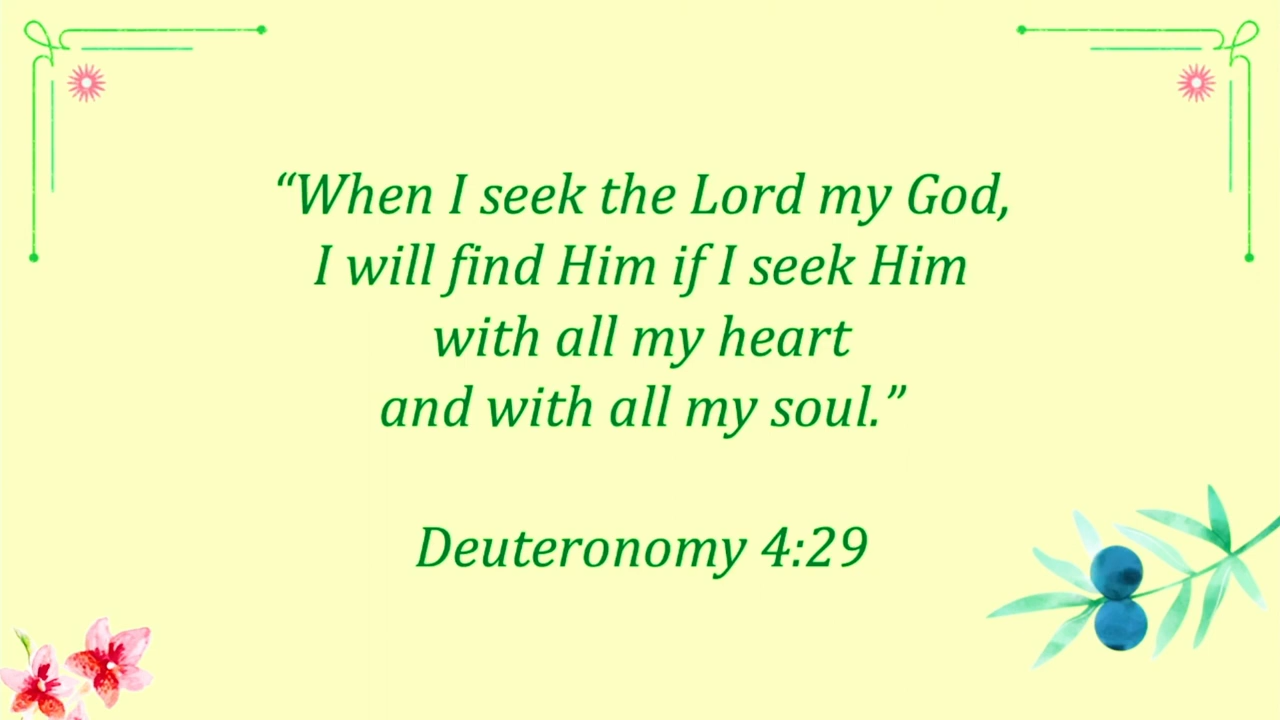 “When I seek the Lord my God,
I will find Him if I seek Him
with all my heart
and with all my soul.”
Deuteronomy 4:29